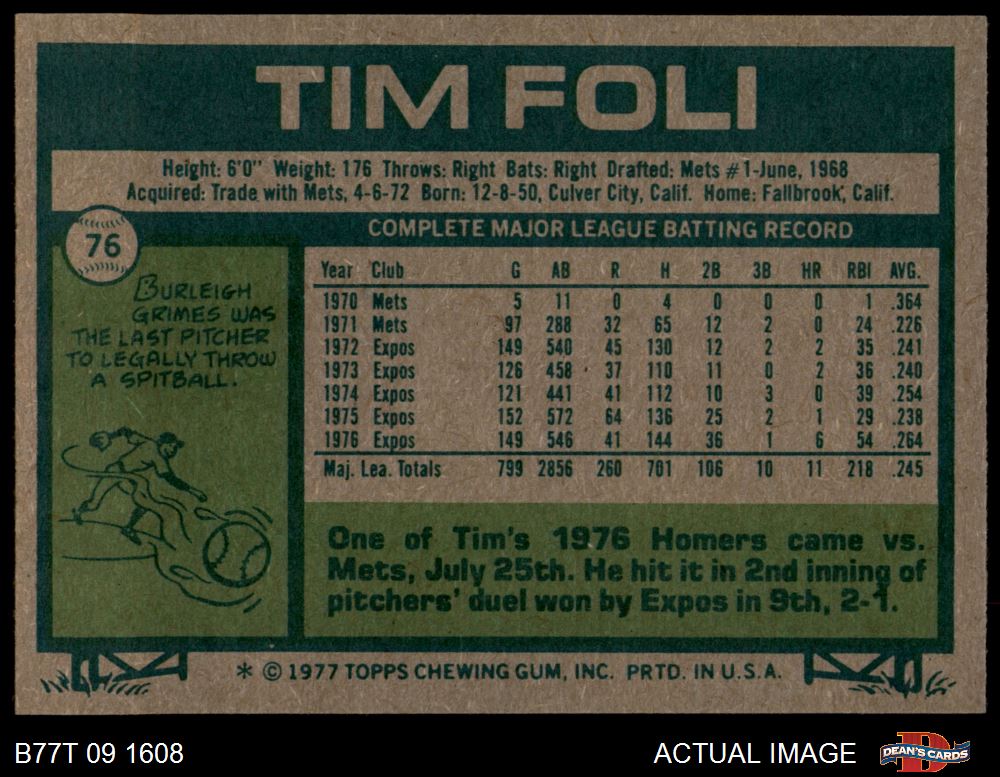 TIM FOLI
Height: 6'0" Weight: 176 Throws: Right Bats: Right Drafted: Mets #1-June, 1968
Acquired: Trade with Mets, 4-6-72 Born: 12-8-50, Culver City, Calif. Home: Fallbrook, Calif.
76
BURLEIGH
GRIMES WAS
THE LAST PITCHER
TO LEGALLY THROW
A SPITBALL.
COMPLETE MAJOR LEAGUE BATTING RECORD
Year Club G AB R H 2B 3B HR RBI AVG.
1970 Mets 5 11 0 4 0 0 0 1 .364
1971 Mets 97 288 32 65 12 2 0 24 .226
1972 Expos 149 540 45 130 12 2 2 35 .241
1973 Expos 126 458 37 110 11 0 2 36 .240
1974 Expos 121 441 41 112 10 3 0 39 .254
1975 Expos 152 572 64 136 25 2 1 29 .238
1976 Expos 149 546 41 144 36 1 6 54 .264
Maj. Lea. Totals 799 2856 260 701 106 10 11 218 .245
One of Tim's 1976 Homers came vs.
Mets, July 25th. He hit it in 2nd inning of
pitchers' duel won by Expos in 9th, 2-1.
* © 1977 TOPPS CHEWING GUM, INC. PRTD. IN U.S.A.
B77T 09 1608
ACTUAL IMAGE
DEAN'S CARDS